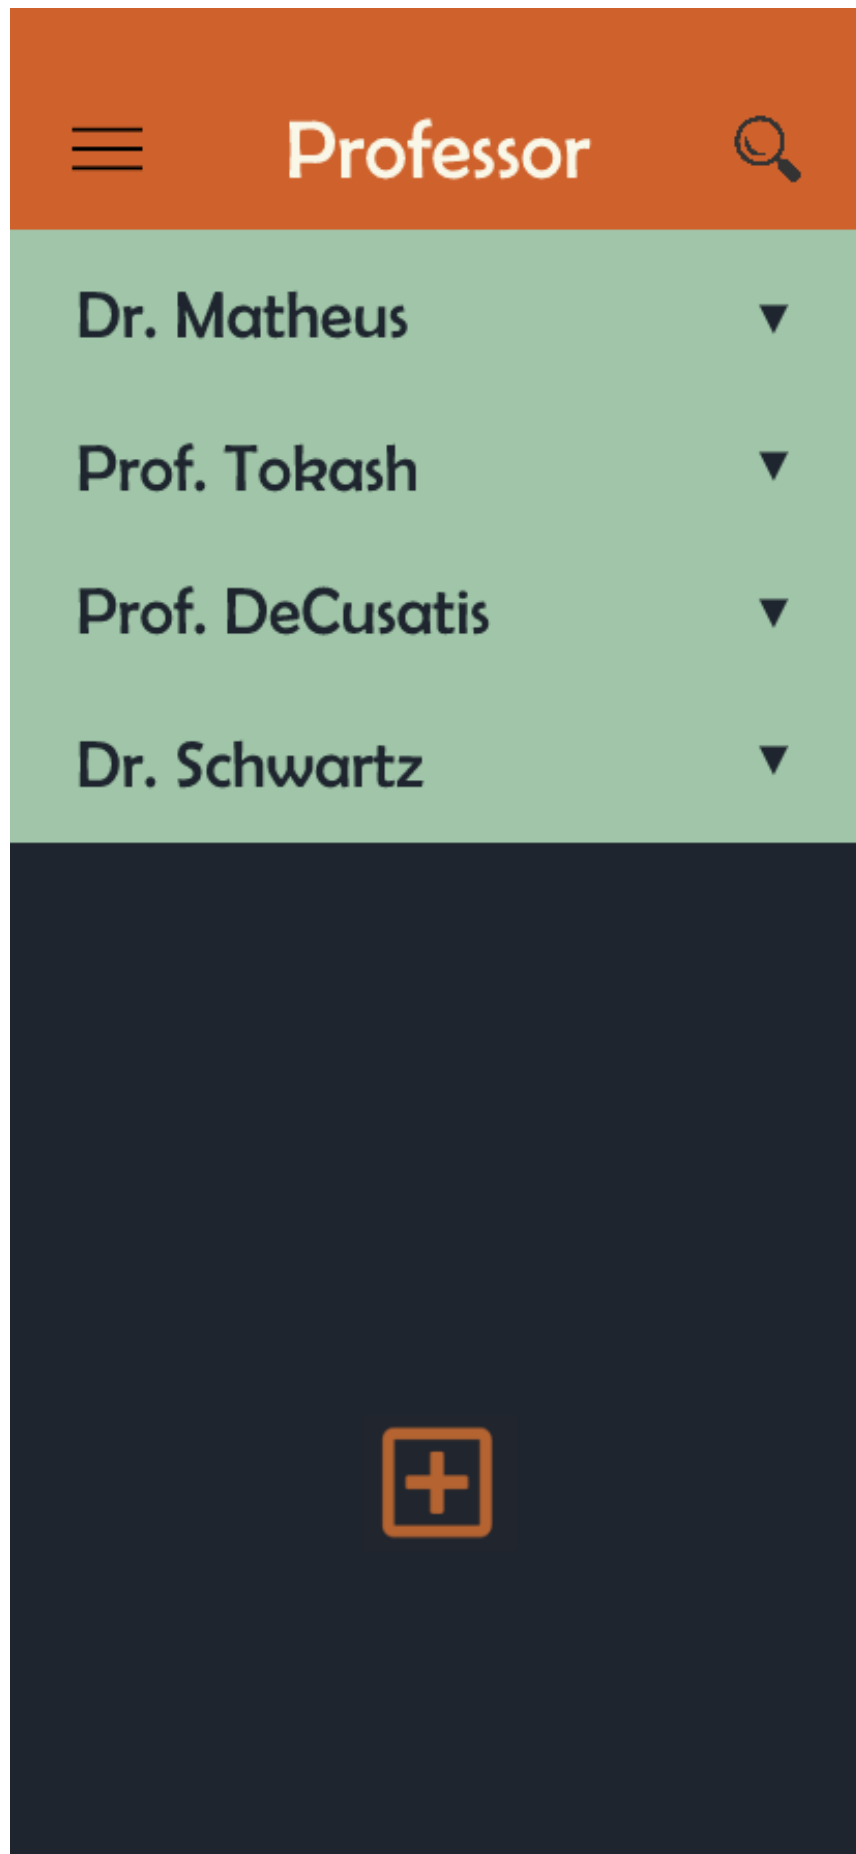 Professor
Dr. Matheus
Prof. Tokash
Prof. DeCusatis
Dr. Schwartz